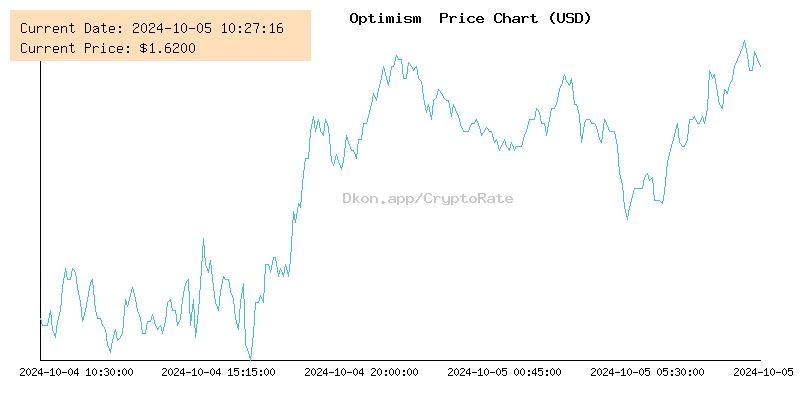 Optimism  Price Chart (USD)
Current Date: 2024-10-05 10:27:16
Current Price: $1.6200
Dkon.app/CryptoRate
2024-10-04 10:30:00 2024-10-04 15:15:00 2024-10-04 20:00:00 2024-10-05 00:45:00 2024-10-05 05:30:00 2024-10-05